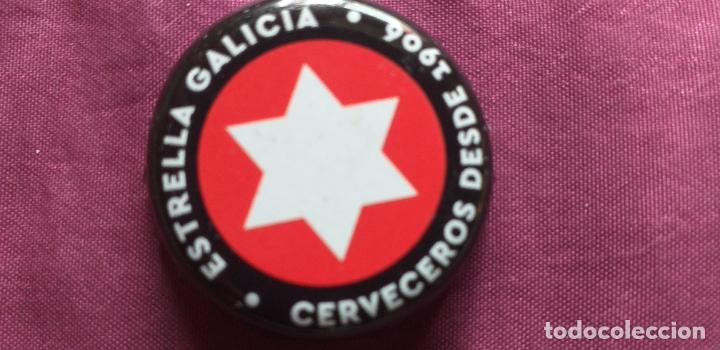 • ESTRELLA GALICIA •
CERVECEROS DESDE 1906
todocoleccion